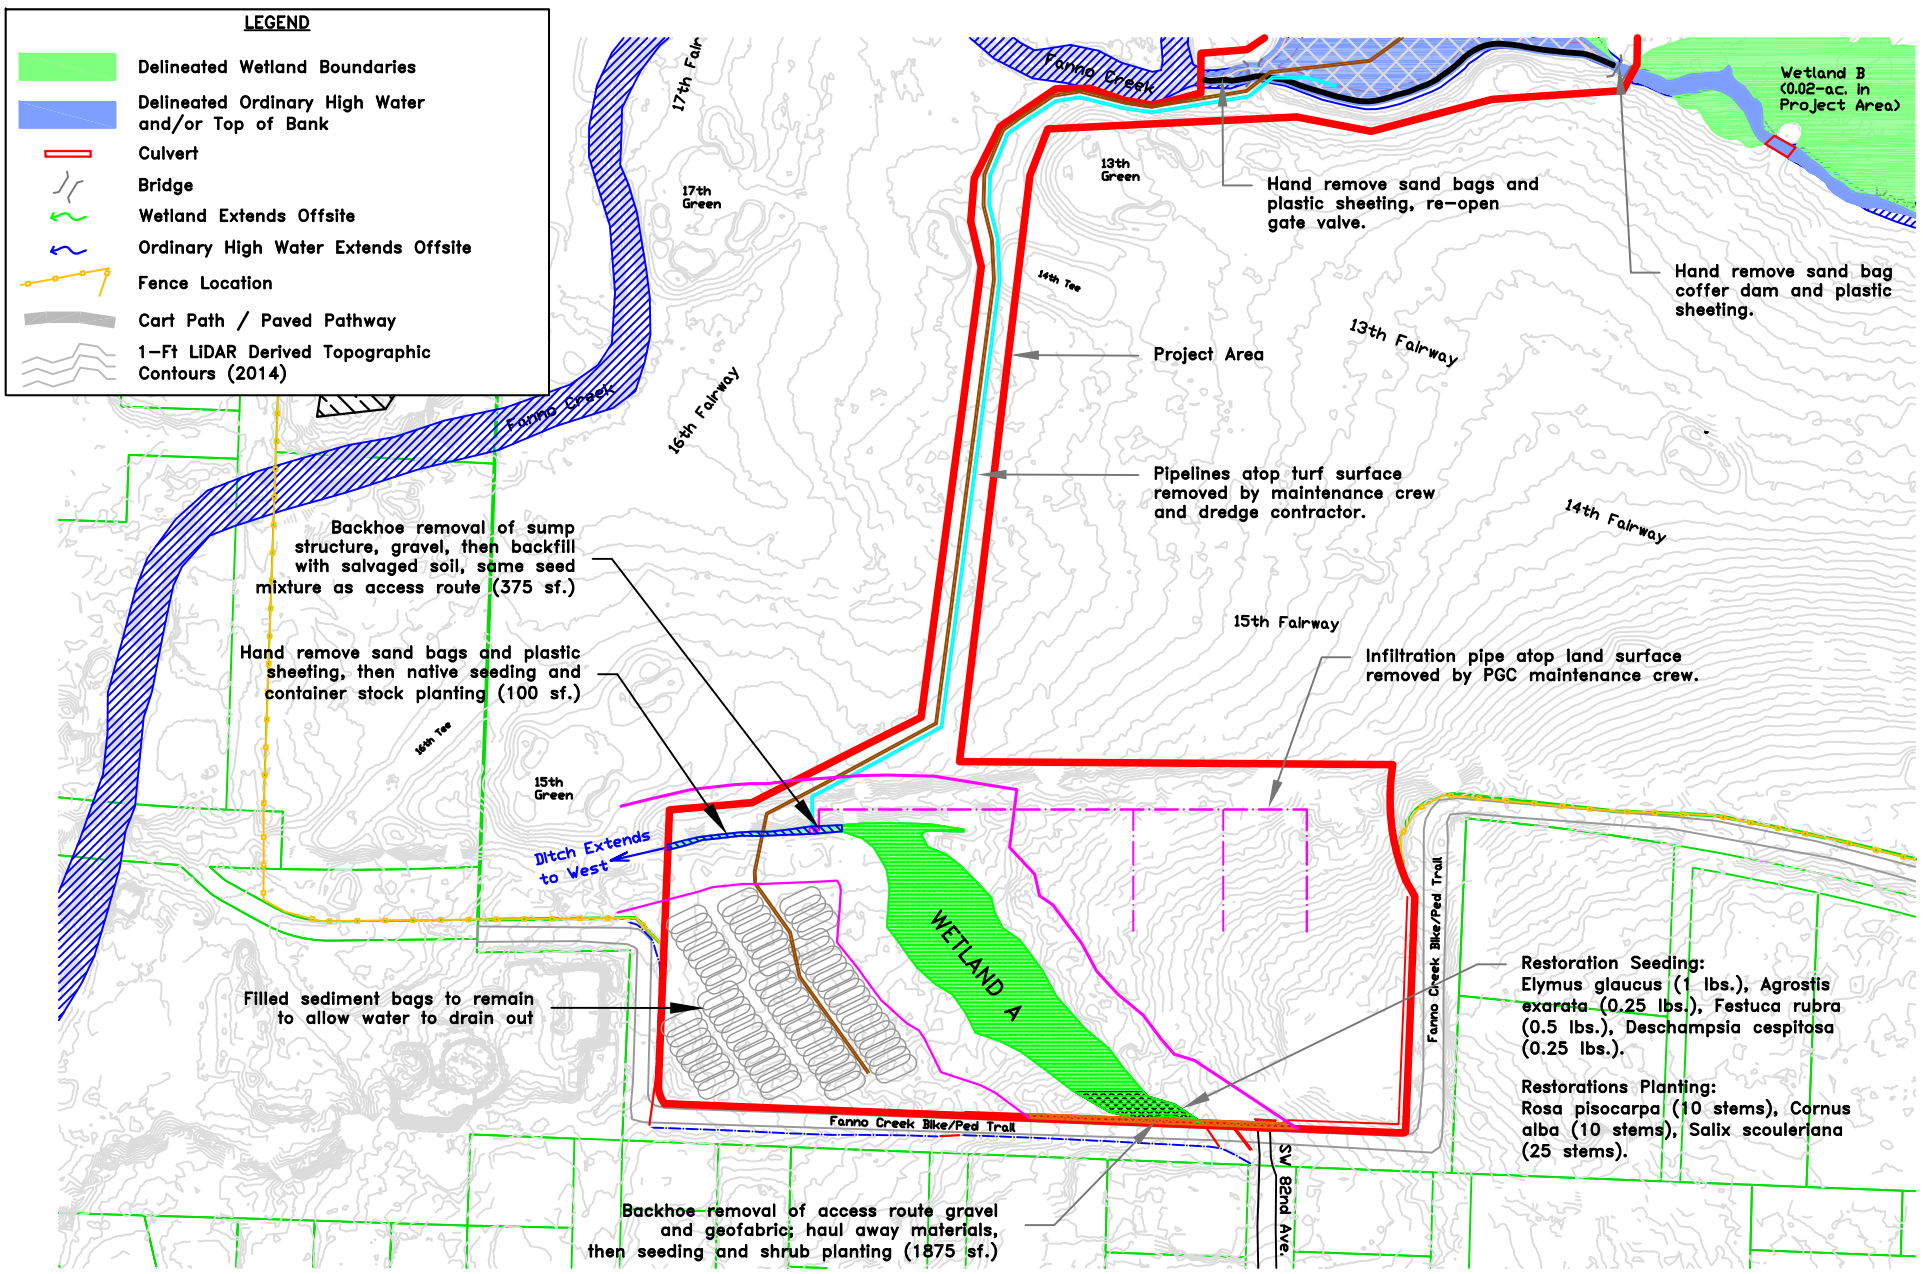 LEGEND
Delineated Wetland Boundaries
Delineated Ordinary High Water
and/or Top of Bank
Culvert
Bridge
Wetland Extends Offsite
Ordinary High Water Extends Offsite
Fence Location
Cart Path / Paved Pathway
1-Ft LiDAR Derived Topographic
Contours (2014)
17th Fair
Fanno Creek
Wetland B
(0.02-ac. in
Project Area)
17th
Green
13th
Green
Hand remove sand bags and
plastic sheeting, re-open
gate valve.
14th Tee
Hand remove sand bag
coffer dam and plastic
sheeting.
13th Fairway
Project Area
Fanno Creek
16th Fairway
Pipelines atop turf surface
removed by maintenance crew
and dredge contractor.
14th Fairway
Backhoe removal of sump
structure, gravel, then backfill
with salvaged soil, same seed
mixture as access route (375 sf.)
15th Fairway
Hand remove sand bags and plastic
sheeting, then native seeding and
container stock planting (100 sf.)
Infiltration pipe atop land surface
removed by PGC maintenance crew.
16th Tee
15th
Green
Ditch Extends
to West
WETLAND A
Fanno Creek Bike/Ped Trail
Filled sediment bags to remain
to allow water to drain out
Restoration Seeding:
Elymus glaucus (1 lbs.), Agrostis
exarata (0.25 lbs.), Festuca rubra
(0.5 lbs.), Deschampsia cespitosa
(0.25 lbs.).
Restorations Planting:
Rosa pisocarpa (10 stems), Cornus
alba (10 stems), Salix scouleriana
(25 stems).
Fanno Creek Bike/Ped Trail
SW 82nd Ave.
Backhoe removal of access route gravel
and geofabric; haul away materials,
then seeding and shrub planting (1875 sf.)